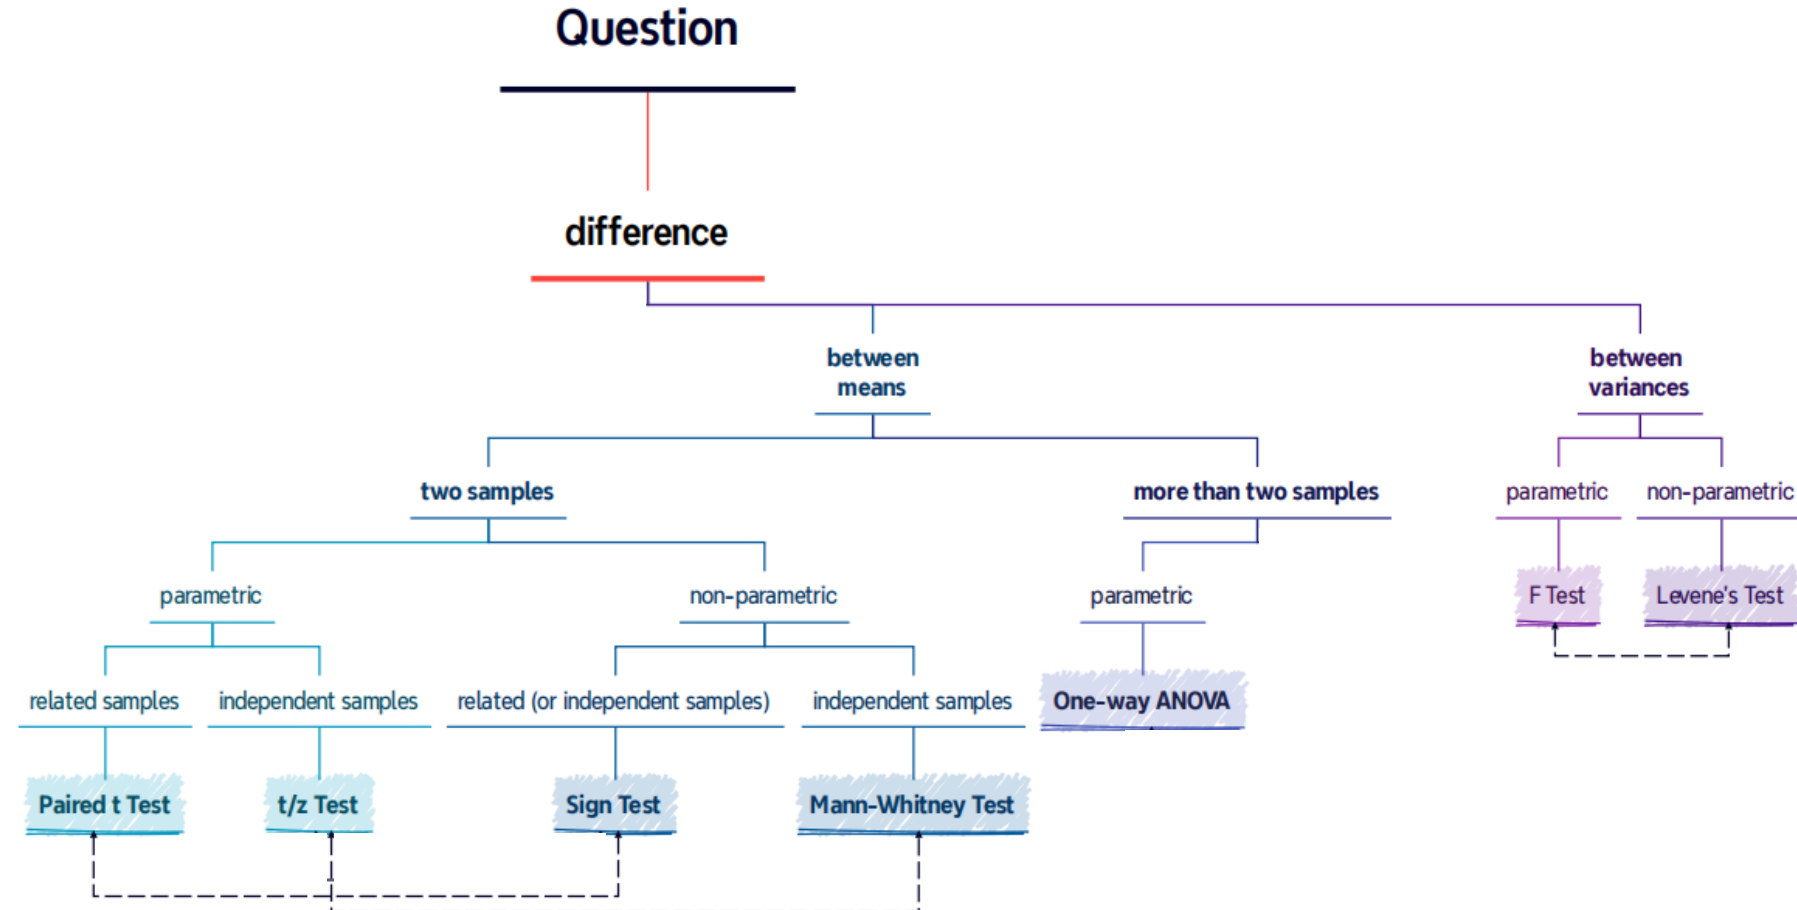 Question
difference
between
means
between
variances
two samples
more than two samples
parametric
non-parametric
parametric
non-parametric
parametric
F Test
Levene's Test
related samples
independent samples
related (or independent samples)
independent samples
One-way ANOVA
Paired t Test
t/z Test
Sign Test
Mann-Whitney Test